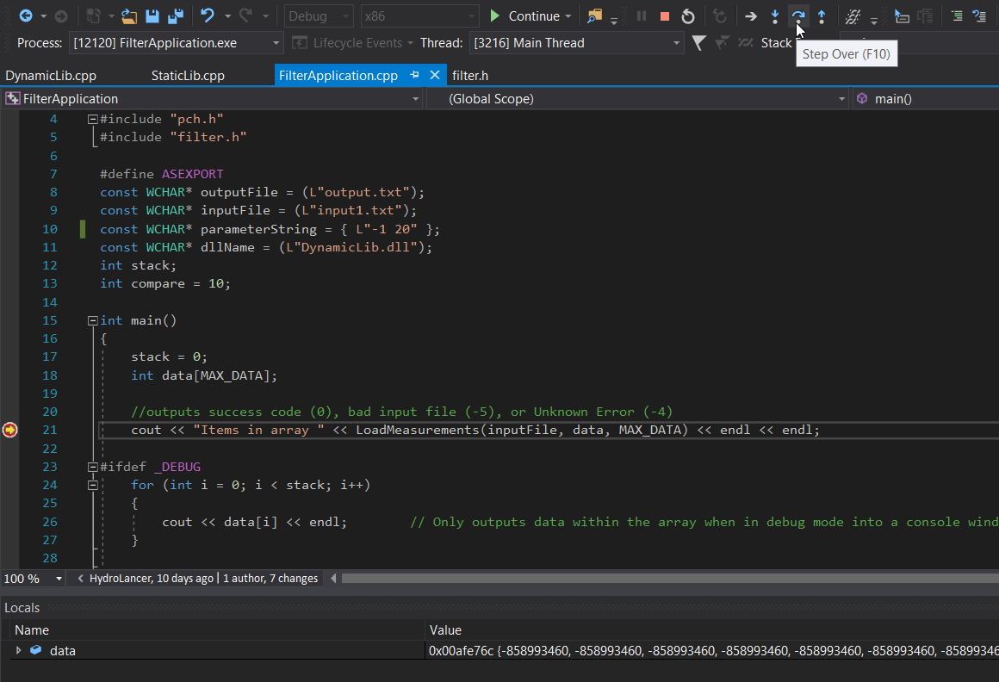 Debug x86 Continue
Process: [12120] FilterApplication.exe Lifecycle Events Thread: [3216] Main Thread Stack
Step Over (F10)
DynamicLib.cpp StaticLib.cpp FilterApplication.cpp filter.h
FilterApplication (Global Scope) main()
4 #include "pch.h"
5 #include "filter.h"
6
7 #define ASEXPORT
8 const WCHAR* outputFile = (L"output.txt");
9 const WCHAR* inputFile = (L"input1.txt");
10 const WCHAR* parameterString = { L"-1 20" };
11 const WCHAR* dllName = (L"DynamicLib.dll");
12 int stack;
13 int compare = 10;
14
15 int main()
16 {
17 stack = 0;
18 int data[MAX_DATA];
19
20 //outputs success code (0), bad input file (-5), or Unknown Error (-4)
21 cout << "Items in array " << LoadMeasurements(inputFile, data, MAX_DATA) << endl << endl;
22
23 #ifdef _DEBUG
24 for (int i = 0; i < stack; i++)
25 {
26 cout << data[i] << endl; // Only outputs data within the array when in debug mode into a console wind
27 }
28
100 % HydroLancer, 10 days ago | 1 author, 7 changes
Locals
Name Value
data 0x00afe76c {-858993460, -858993460, -858993460, -858993460, -858993460, -858993460, -8589934